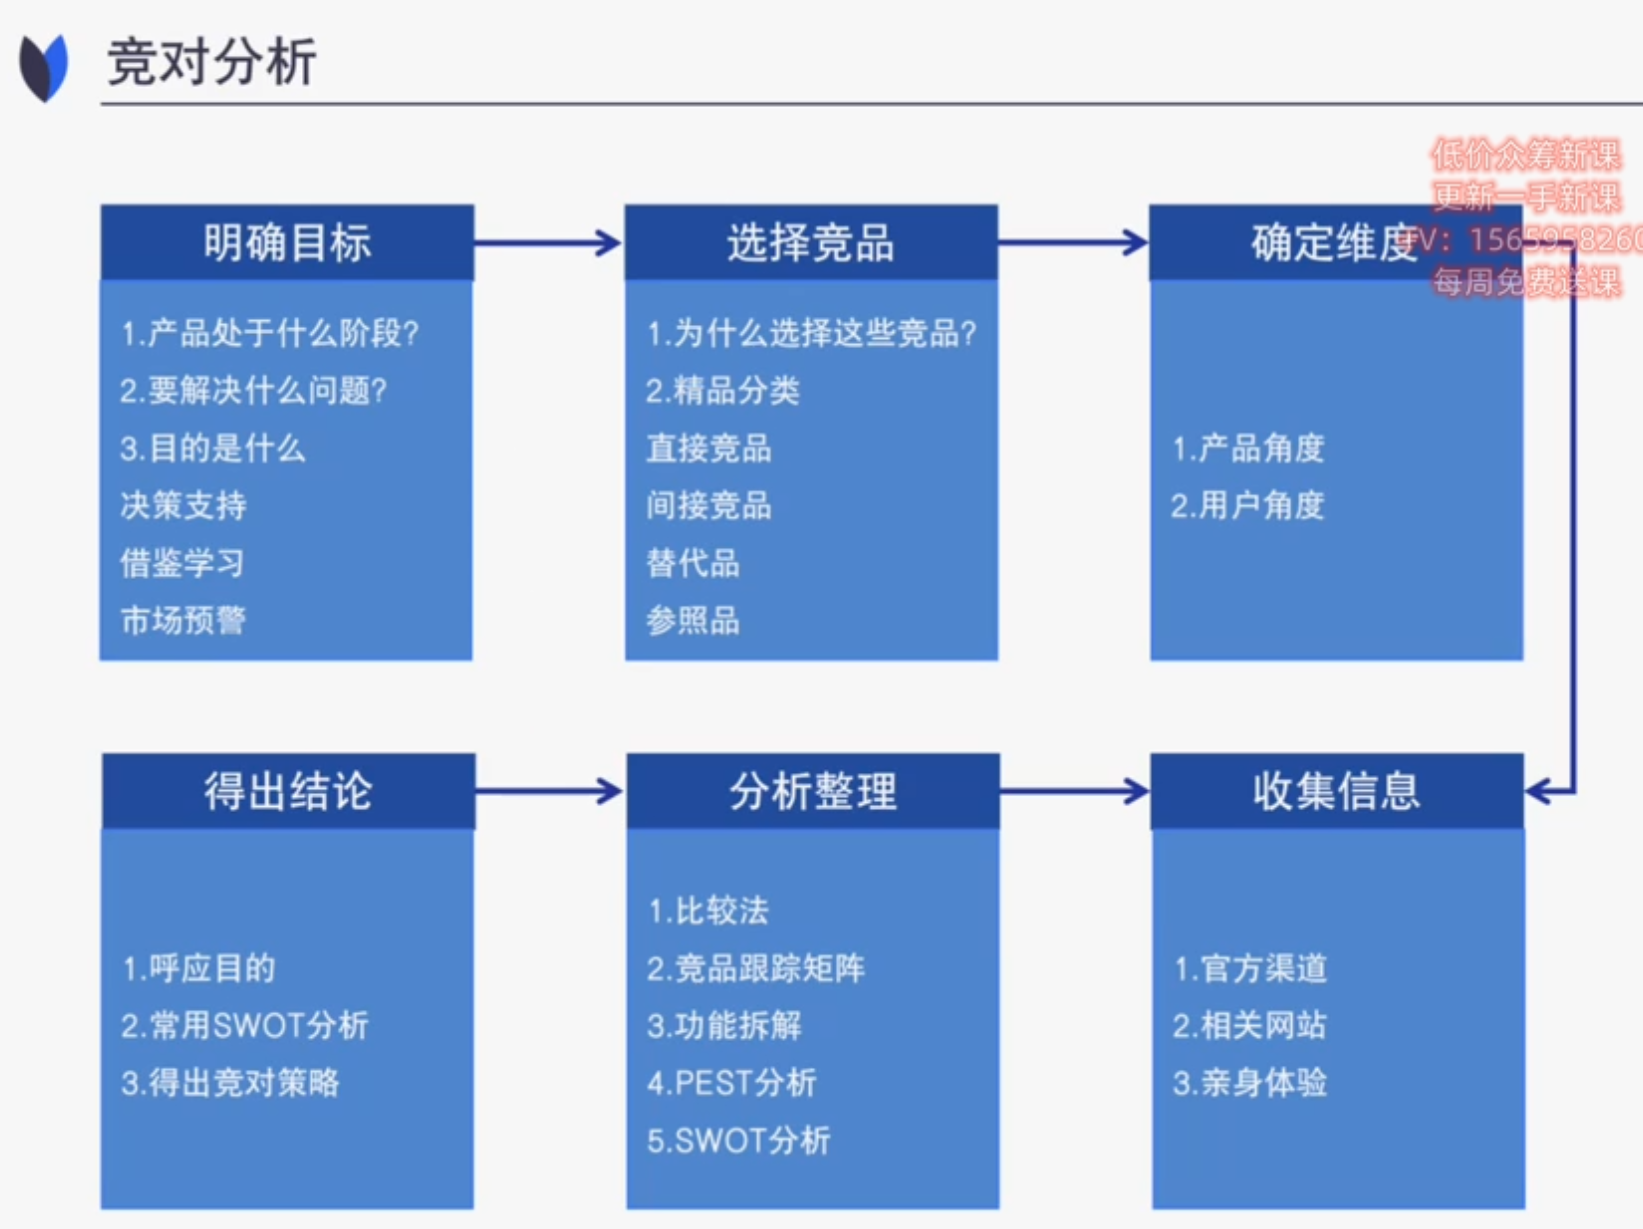 竞对分析
低价众筹新课
更新一手新课
每周免费送课
明确目标
1.产品处于什么阶段?
2.要解决什么问题?
3.目的是什么
决策支持
借鉴学习
市场预警
选择竞品
1.为什么选择这些竞品?
2.精品分类
直接竞品
间接竞品
替代品
参照品
确定维度
1.产品角度
2.用户角度
得出结论
1.呼应目的
2.常用SWOT分析
3.得出竞对策略
分析整理
1.比较法
2.竞品跟踪矩阵
3.功能拆解
4.PEST分析
5.SWOT分析
收集信息
1.官方渠道
2.相关网站
3.亲身体验